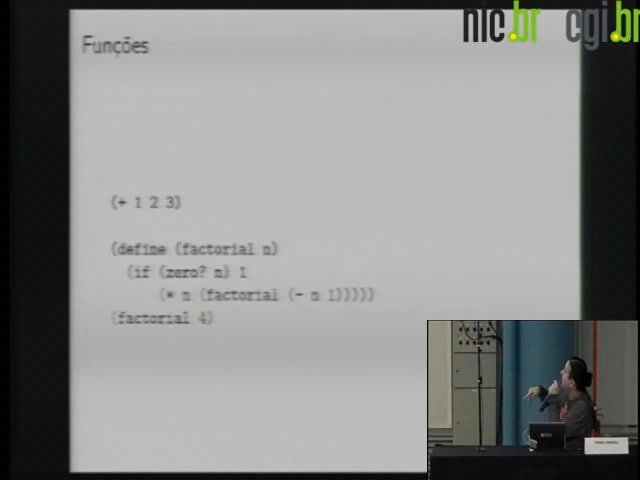 nic.br cgi.br
Funções
(+ 1 2 3)
(define (factorial n)
(if (zero? n) 1
(* n (factorial (- n 1)))))
(factorial 4)